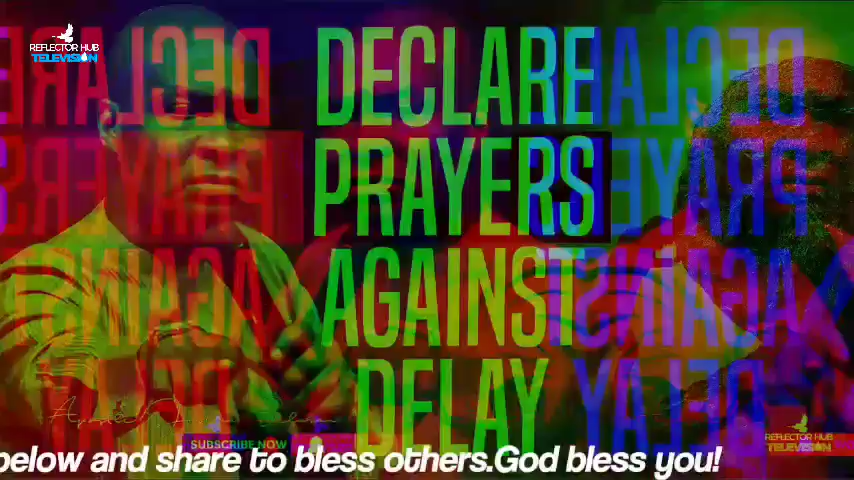 REFLECTOR HUB
TELEVISION
DECLARE
PRAYERS
AGAINST
DELAY
SUBSCRIBE NOW
REFLECTOR HUB
TELEVISION
below and share to bless others.God bless you!